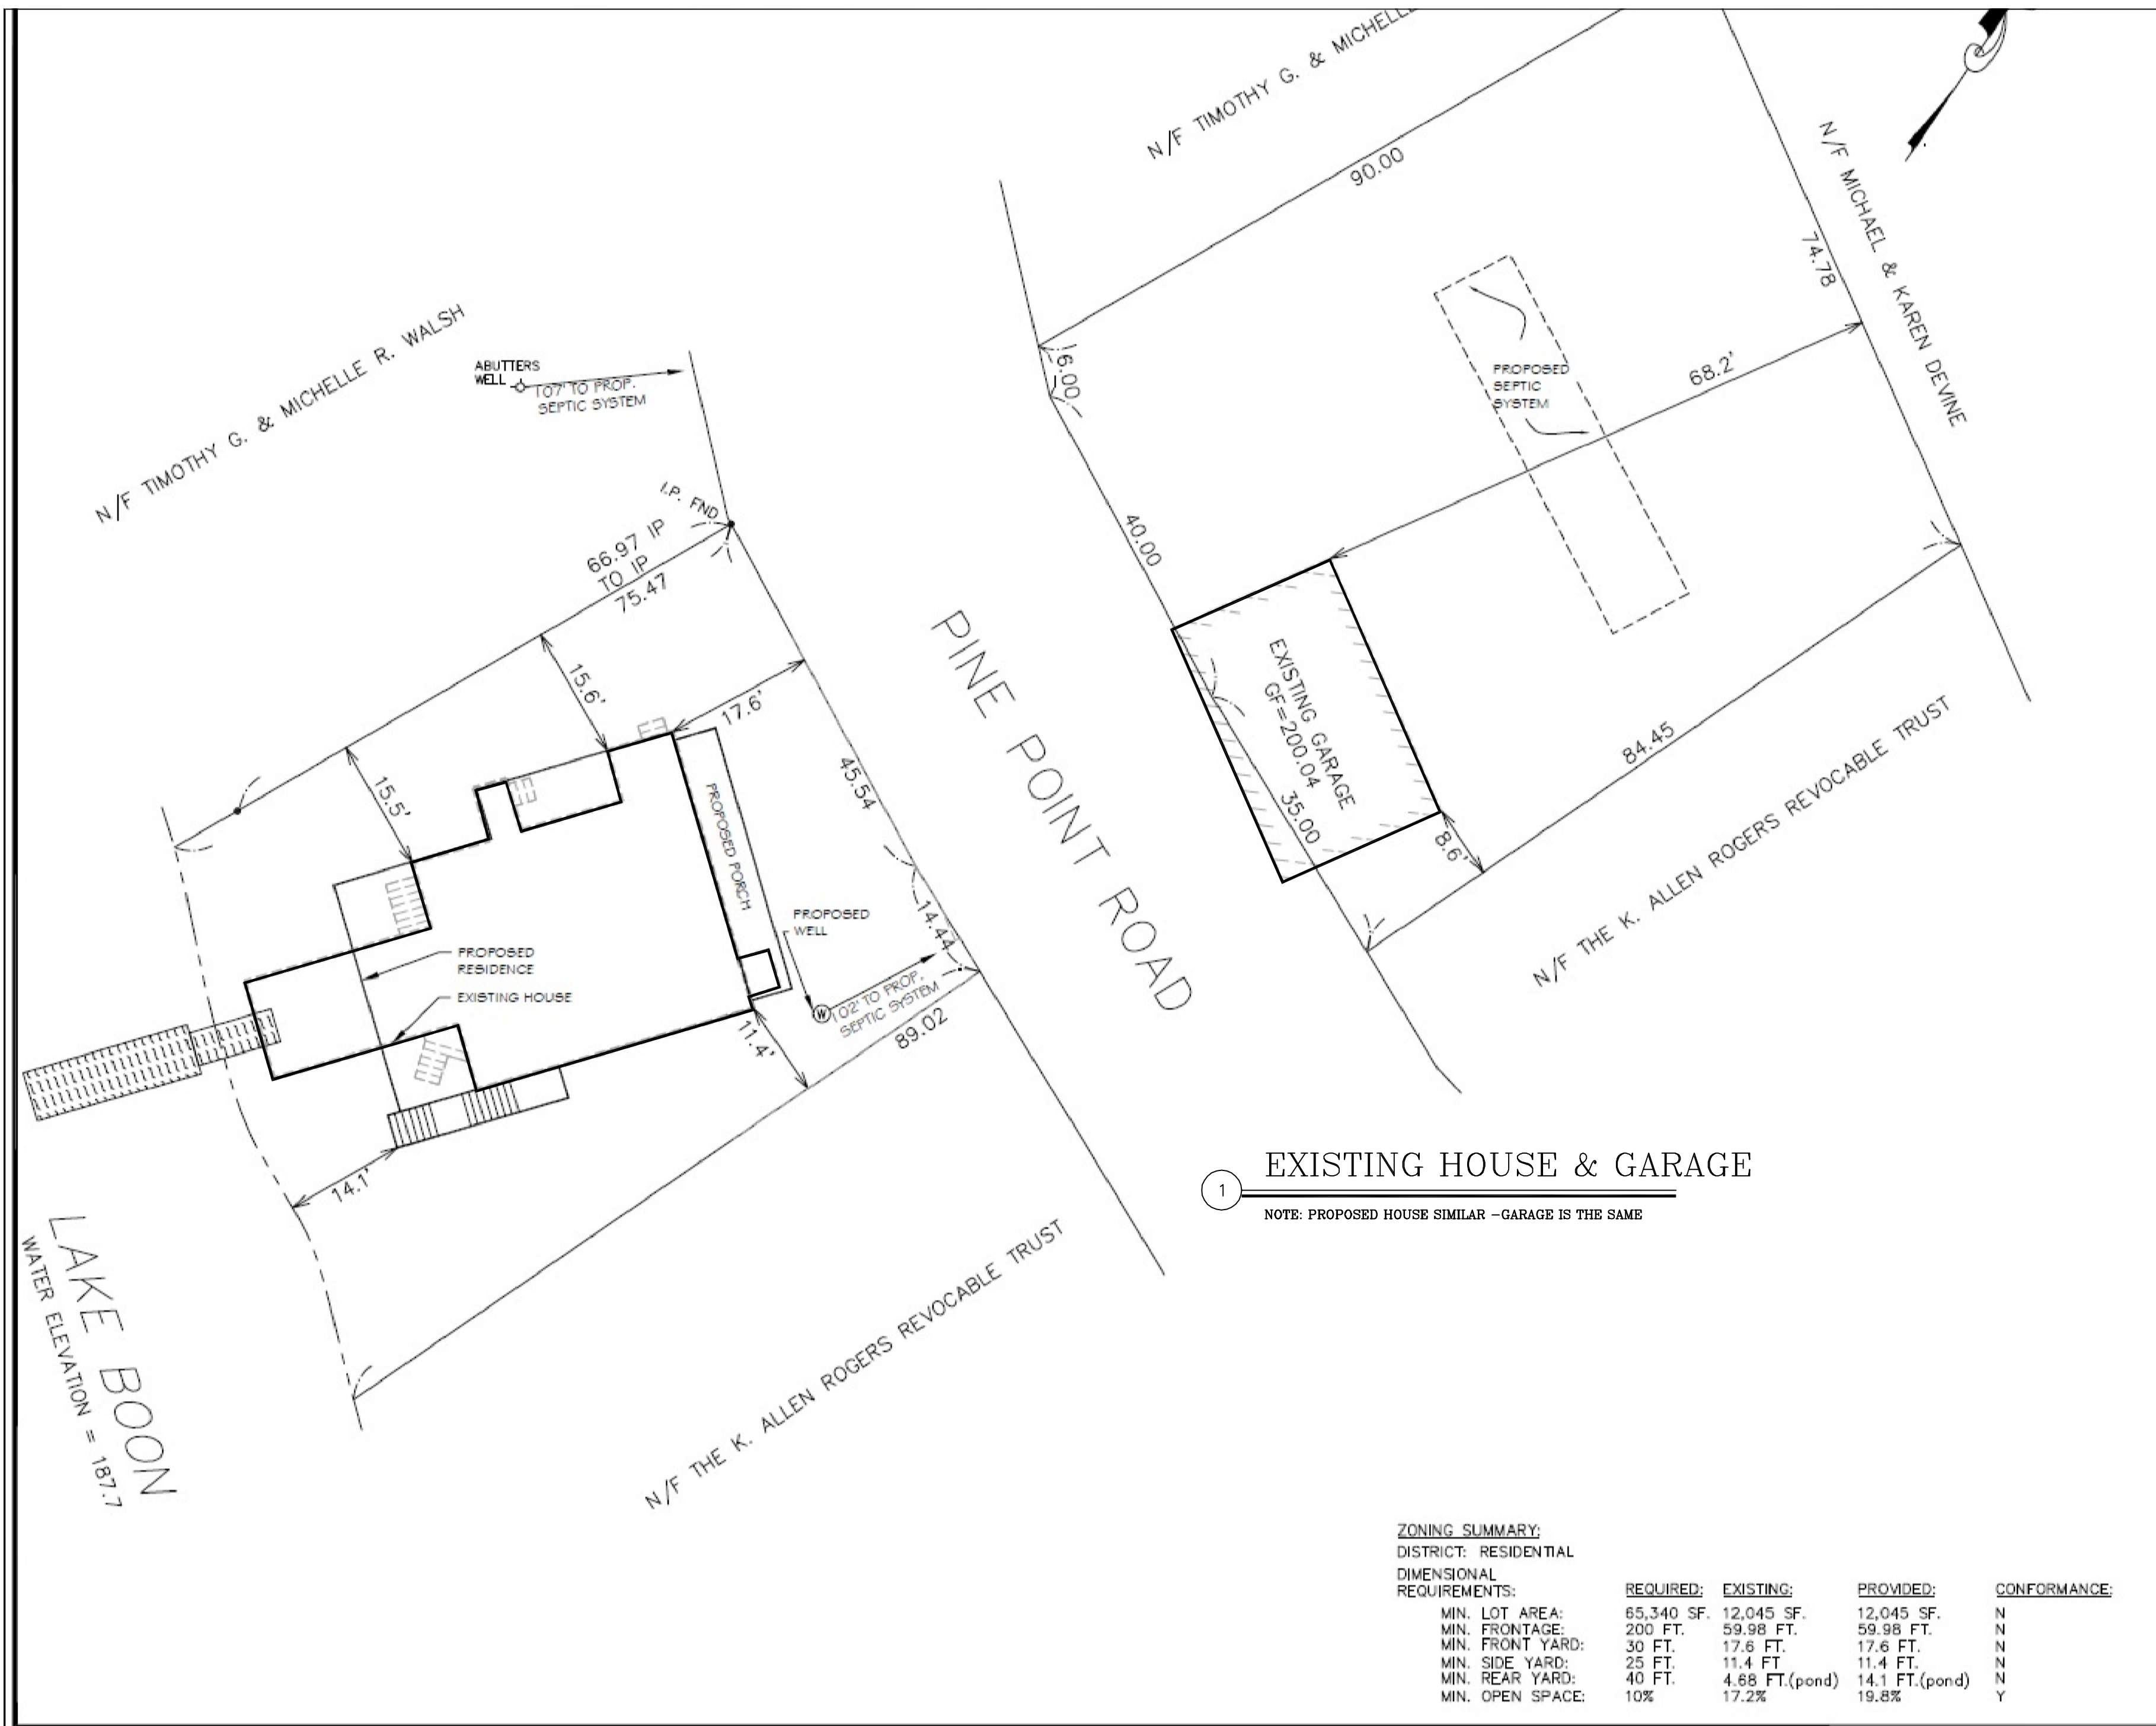 N/F TIMOTHY G. & MICHELLE
90.00
N/F MICHAEL & KAREN DEVINE
74.78
N/F TIMOTHY G. & MICHELLE R. WALSH
ABUTTERS
WELL
107' TO PROP.
SEPTIC SYSTEM
16.00
PROPOSED
SEPTIC
SYSTEM
68.2'
I.P. FND
66.97 IP
TO IP
75.47
40.00
15.6'
17.6'
PINE POINT ROAD
EXISTING GARAGE
GF=200.04
35.00
8.6'
84.45
N/F THE K. ALLEN ROGERS REVOCABLE TRUST
15.5'
45.54
PROPOSED PORCH
PROPOSED
WELL
14.44
W
102' TO PROP.
SEPTIC SYSTEM
89.02
PROPOSED
RESIDENCE
EXISTING HOUSE
11.4'
14.1'
LAKE BOON
WATER ELEVATION = 187.7
N/F THE K. ALLEN ROGERS REVOCABLE TRUST
1
EXISTING HOUSE & GARAGE
NOTE: PROPOSED HOUSE SIMILAR -GARAGE IS THE SAME
ZONING SUMMARY:
DISTRICT: RESIDENTIAL
DIMENSIONAL
REQUIREMENTS: REQUIRED: EXISTING: PROVIDED: CONFORMANCE:
MIN. LOT AREA: 65,340 SF. 12,045 SF. 12,045 SF. N
MIN. FRONTAGE: 200 FT. 59.98 FT. 59.98 FT. N
MIN. FRONT YARD: 30 FT. 17.6 FT. 17.6 FT. N
MIN. SIDE YARD: 25 FT. 11.4 FT 11.4 FT. N
MIN. REAR YARD: 40 FT. 4.68 FT.(pond) 14.1 FT.(pond) N
MIN. OPEN SPACE: 10% 17.2% 19.8% Y